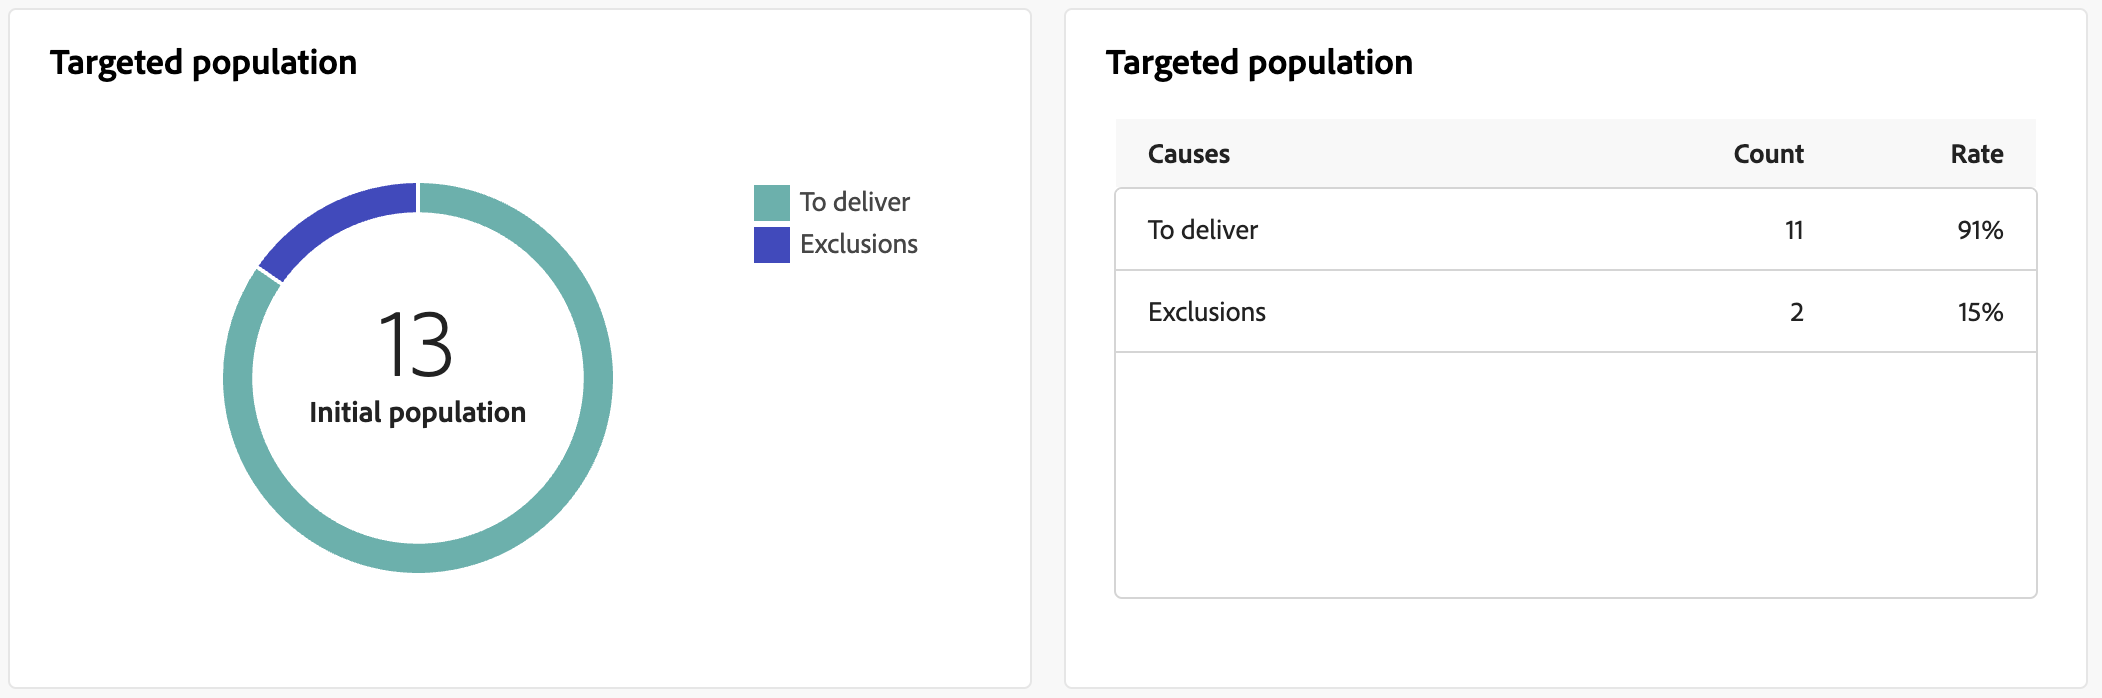 Targeted population
To deliver
Exclusions
13
Initial population
Targeted population
Causes Count Rate
To deliver 11 91%
Exclusions 2 15%